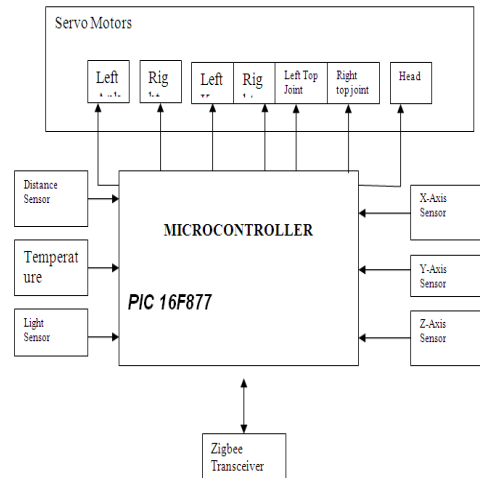 Servo Motors
Left
Rig
Left
Rig
Left Top
Joint
Right
top joint
Head
Distance
Sensor
Temperat
ure
Light
Sensor
MICROCONTROLLER
PIC 16F877
X-Axis
Sensor
Y-Axis
Sensor
Z-Axis
Sensor
Zigbee
Transceiver